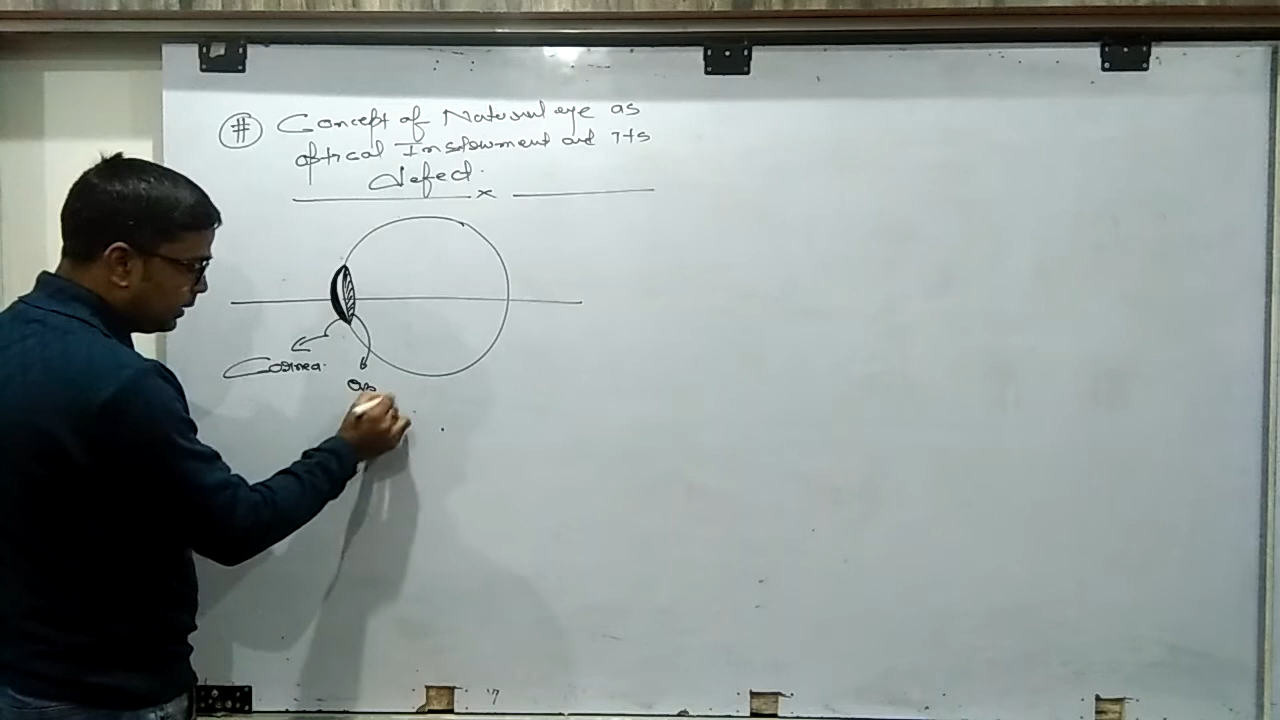 # Concept of Natural eye as
optical Instrument and Its
defect.
x
Cornea.